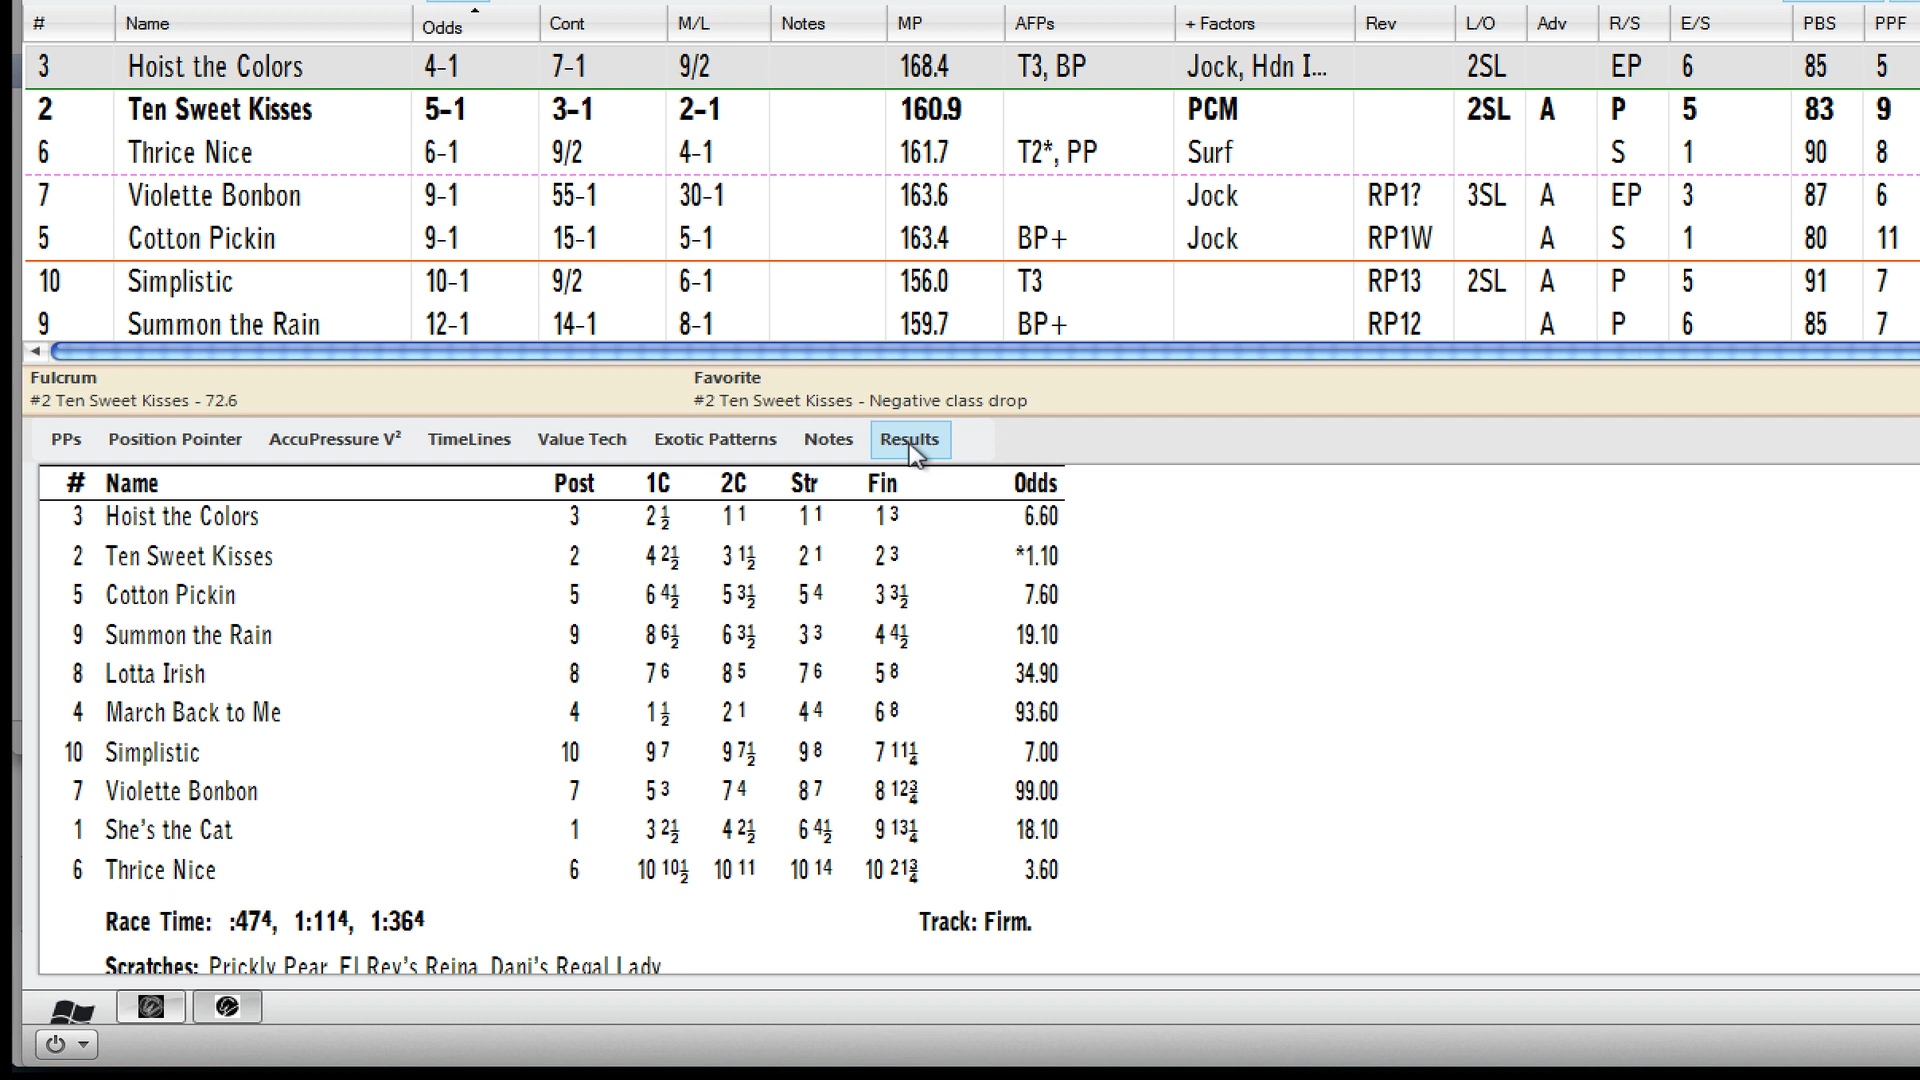 # Name Odds Cont M/L Notes MP AFPs + Factors Rev L/O Adv R/S E/S PBS PPF
3 Hoist the Colors 4-1 7-1 9/2 168.4 T3, BP Jock, Hdn I... 2SL EP 6 85 5
2 Ten Sweet Kisses 5-1 3-1 2-1 160.9 PCM 2SL A P 5 83 9
6 Thrice Nice 6-1 9/2 4-1 161.7 T2*, PP Surf S 1 90 8
7 Violette Bonbon 9-1 55-1 30-1 163.6 Jock RP1? 3SL A EP 3 87 6
5 Cotton Pickin 9-1 15-1 5-1 163.4 BP+ Jock RP1W A S 1 80 11
10 Simplistic 10-1 9/2 6-1 156.0 T3 RP13 2SL A P 5 91 7
9 Summon the Rain 12-1 14-1 8-1 159.7 BP+ RP12 A P 6 85 7
Fulcrum Favorite
#2 Ten Sweet Kisses - 72.6 #2 Ten Sweet Kisses - Negative class drop
PPs Position Pointer AccuPressure V² TimeLines Value Tech Exotic Patterns Notes Results
# Name Post 1C 2C Str Fin Odds
3 Hoist the Colors 3 2 ½ 1 1 1 1 1 3 6.60
2 Ten Sweet Kisses 2 4 2½ 3 1½ 2 1 2 3 *1.10
5 Cotton Pickin 5 6 4½ 5 3½ 5 4 3 3½ 7.60
9 Summon the Rain 9 8 6½ 6 3½ 3 3 4 4½ 19.10
8 Lotta Irish 8 7 6 8 5 7 6 5 8 34.90
4 March Back to Me 4 1 ½ 2 1 4 4 6 8 93.60
10 Simplistic 10 9 7 9 7½ 9 8 7 11¼ 7.00
7 Violette Bonbon 7 5 3 7 4 8 7 8 12¾ 99.00
1 She's the Cat 1 3 2½ 4 2½ 6 4½ 9 13¼ 18.10
6 Thrice Nice 6 10 10½ 10 11 10 14 10 21¾ 3.60
Race Time: :47⁴, 1:11⁴, 1:36⁴ Track: Firm.
Scratches: Prickly Pear, El Rey's Reina, Dani's Regal Lady